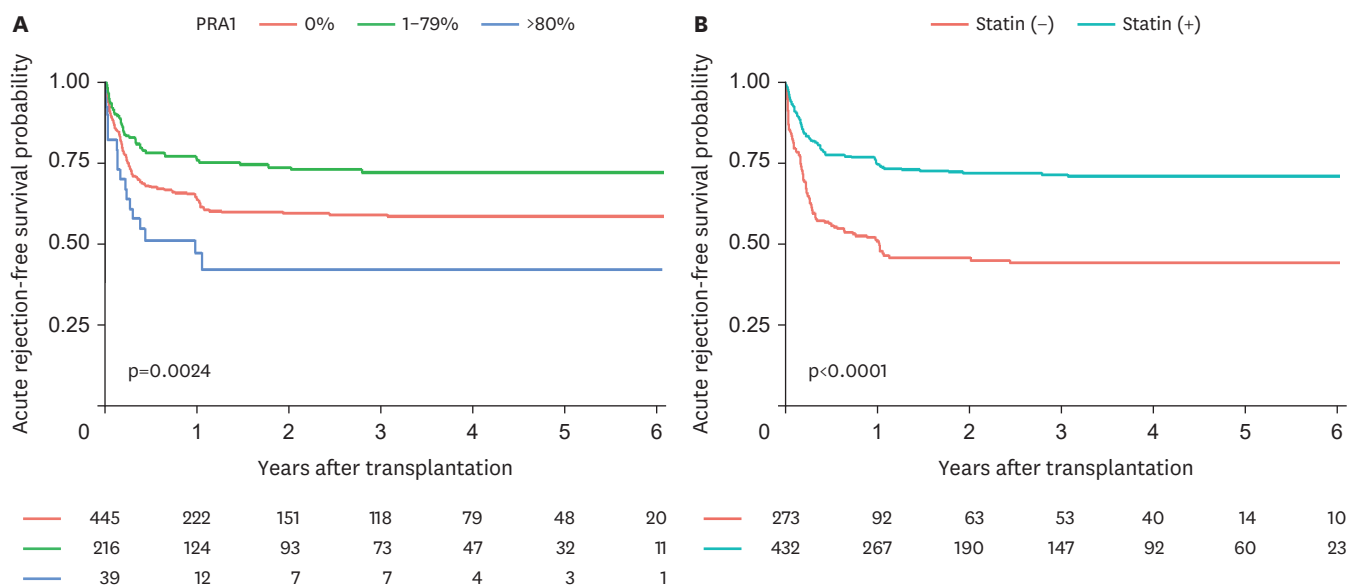 A
PRA1 0% 1–79% >80%
Acute rejection-free survival probability
1.00
0.75
0.50
0.25
p=0.0024
0 1 2 3 4 5 6
Years after transplantation
445 222 151 118 79 48 20
216 124 93 73 47 32 11
39 12 7 7 4 3 1
B
Statin (–) Statin (+)
Acute rejection-free survival probability
1.00
0.75
0.50
0.25
p<0.0001
0 1 2 3 4 5 6
Years after transplantation
273 92 63 53 40 14 10
432 267 190 147 92 60 23